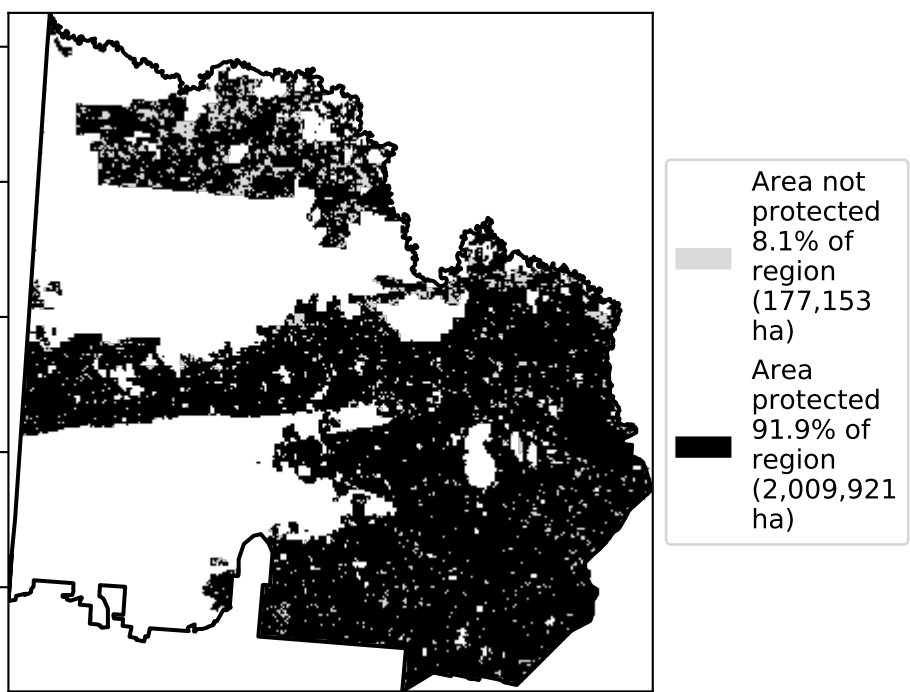 Area not
protected
8.1% of
region
(177,153
ha)
Area
protected
91.9% of
region
(2,009,921
ha)